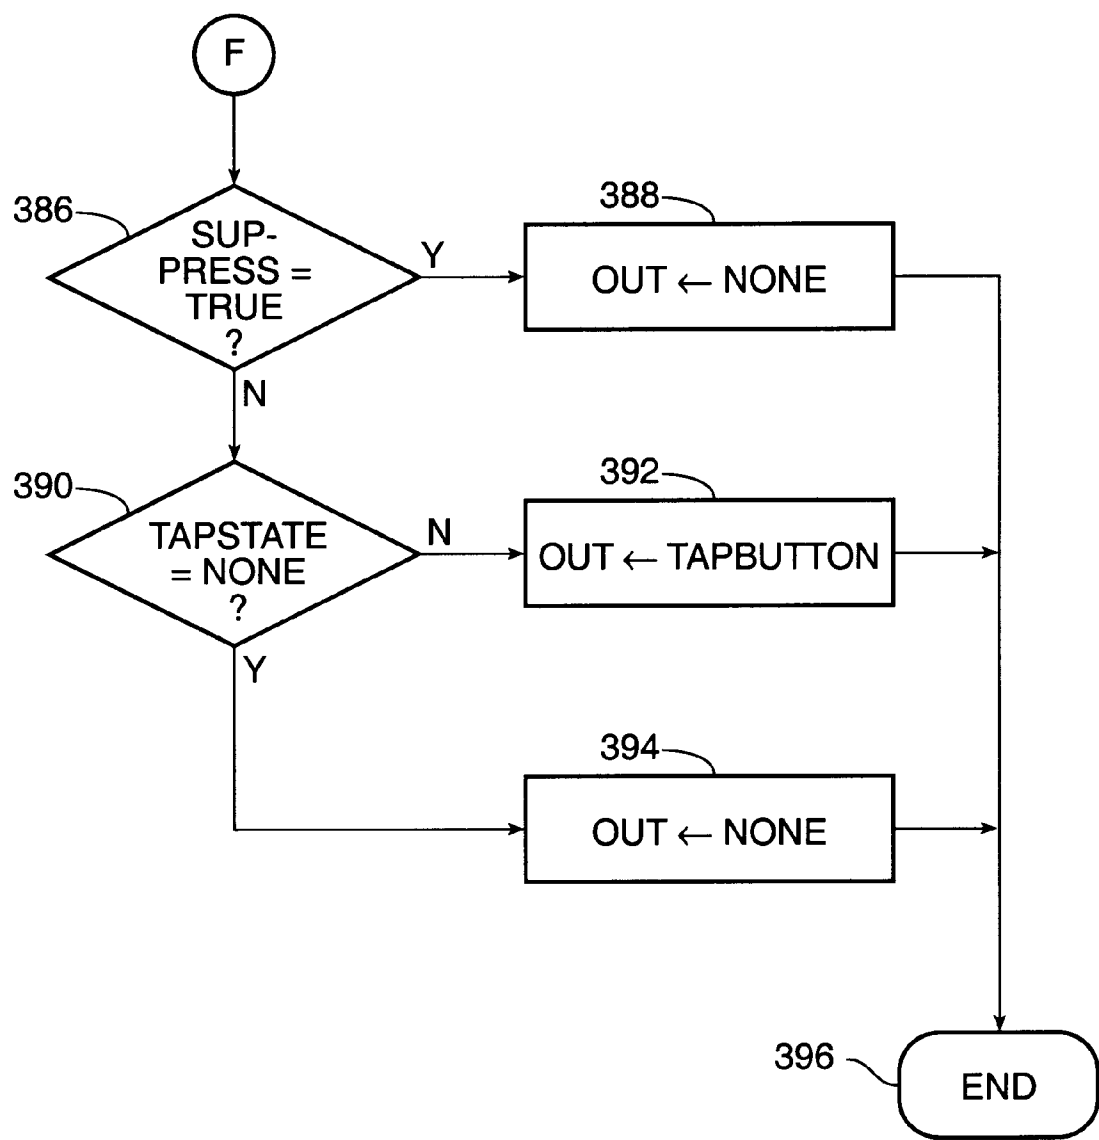 F
386
SUP-
PRESS =
TRUE
?
Y
388
OUT ← NONE
N
390
TAPSTATE
= NONE
?
N
392
OUT ← TAPBUTTON
Y
394
OUT ← NONE
396
END